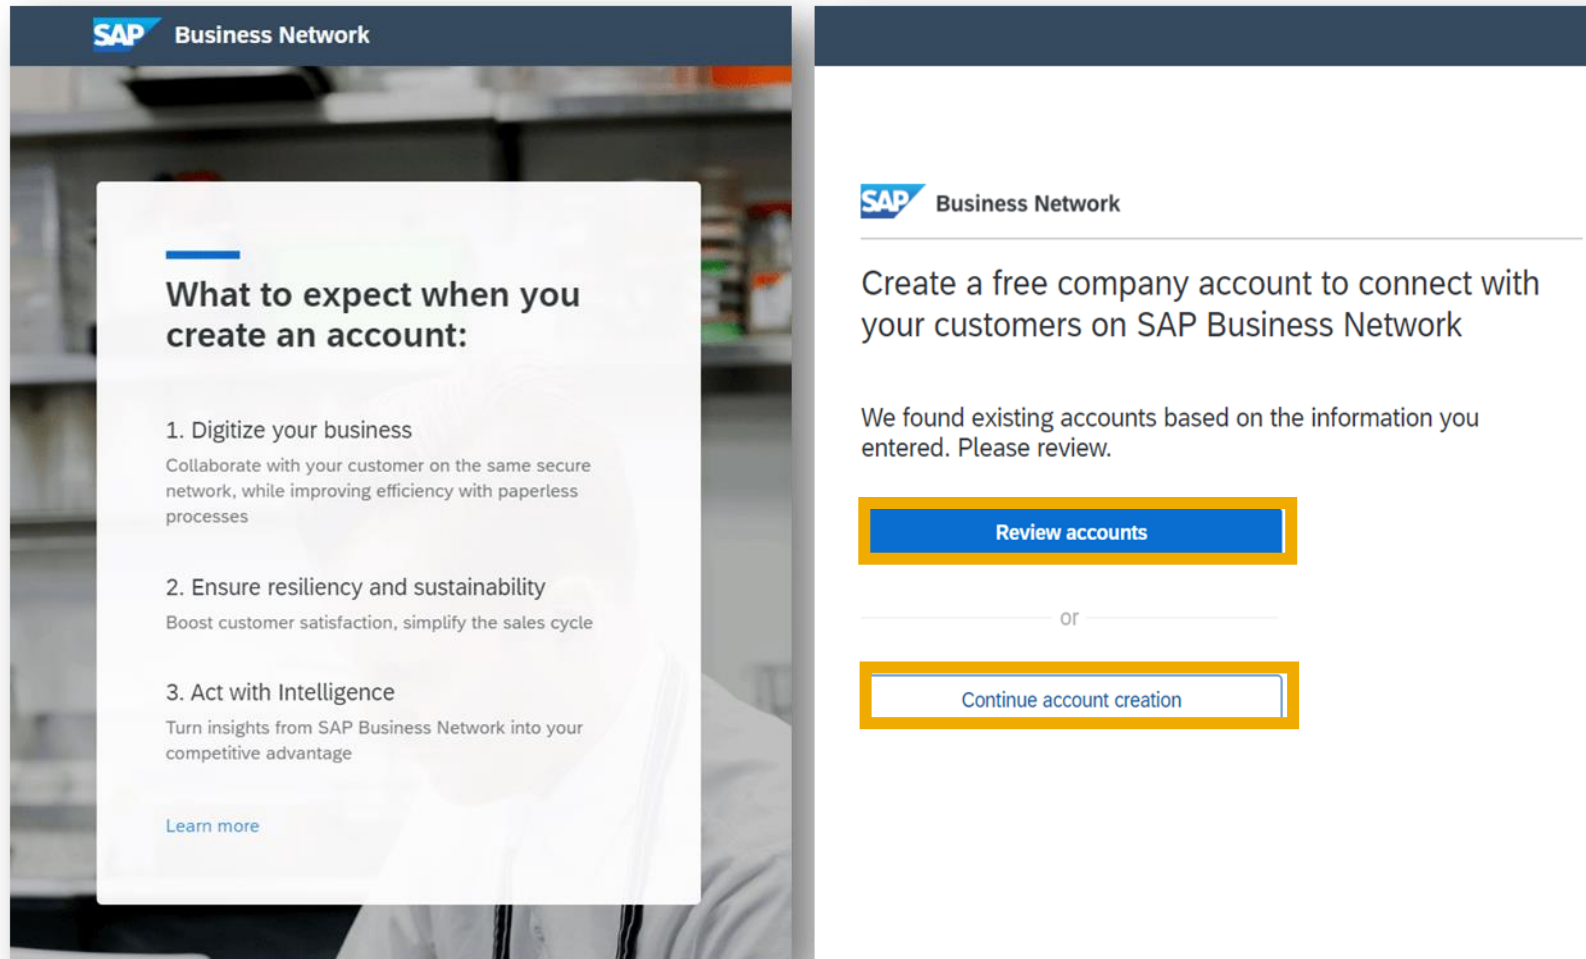 SAP Business Network
What to expect when you
create an account:
1. Digitize your business
Collaborate with your customer on the same secure
network, while improving efficiency with paperless
processes
2. Ensure resiliency and sustainability
Boost customer satisfaction, simplify the sales cycle
3. Act with Intelligence
Turn insights from SAP Business Network into your
competitive advantage
Learn more
SAP Business Network
Create a free company account to connect with
your customers on SAP Business Network
We found existing accounts based on the information you
entered. Please review.
Review accounts
or
Continue account creation